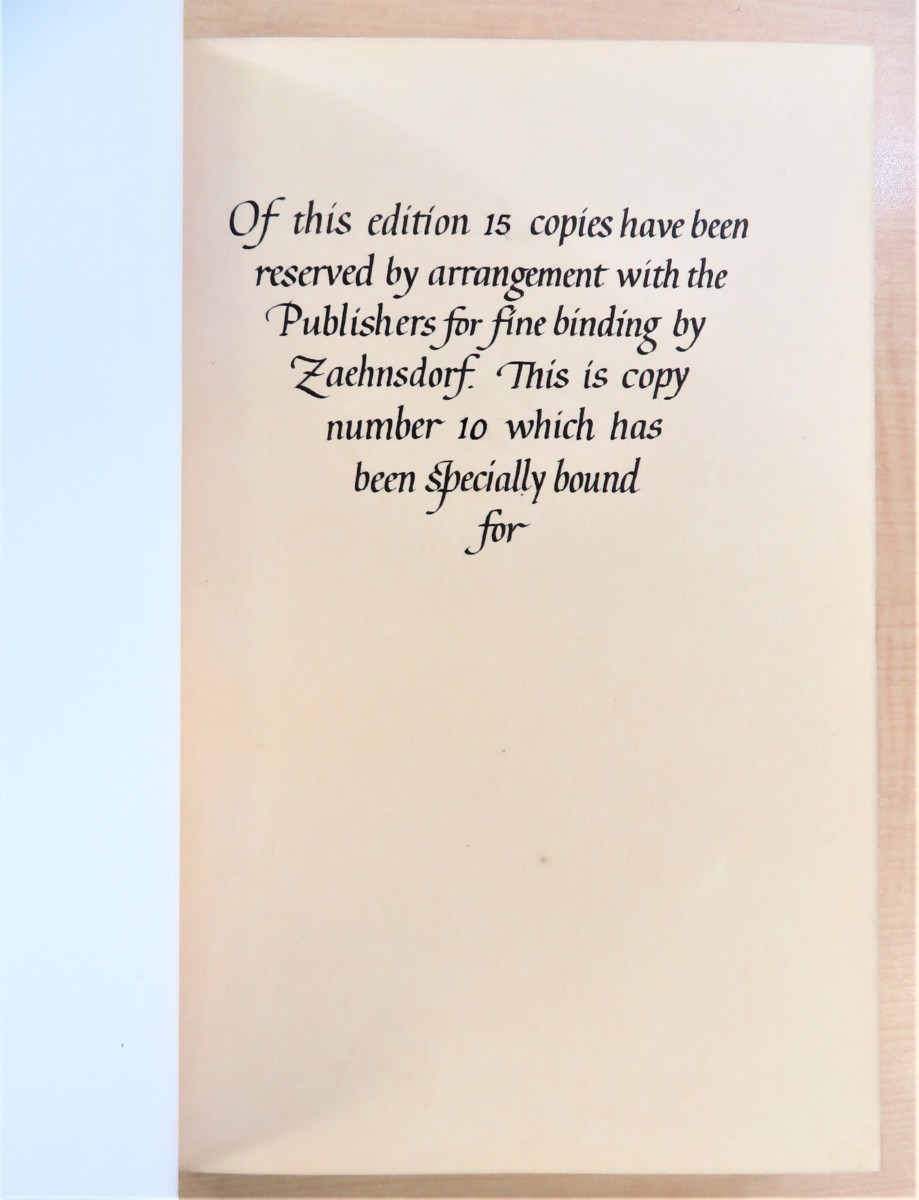 Of this edition 15 copies have been
reserved by arrangement with the
Publishers for fine binding by
Zaehnsdorf. This is copy
number 10 which has
been specially bound
for